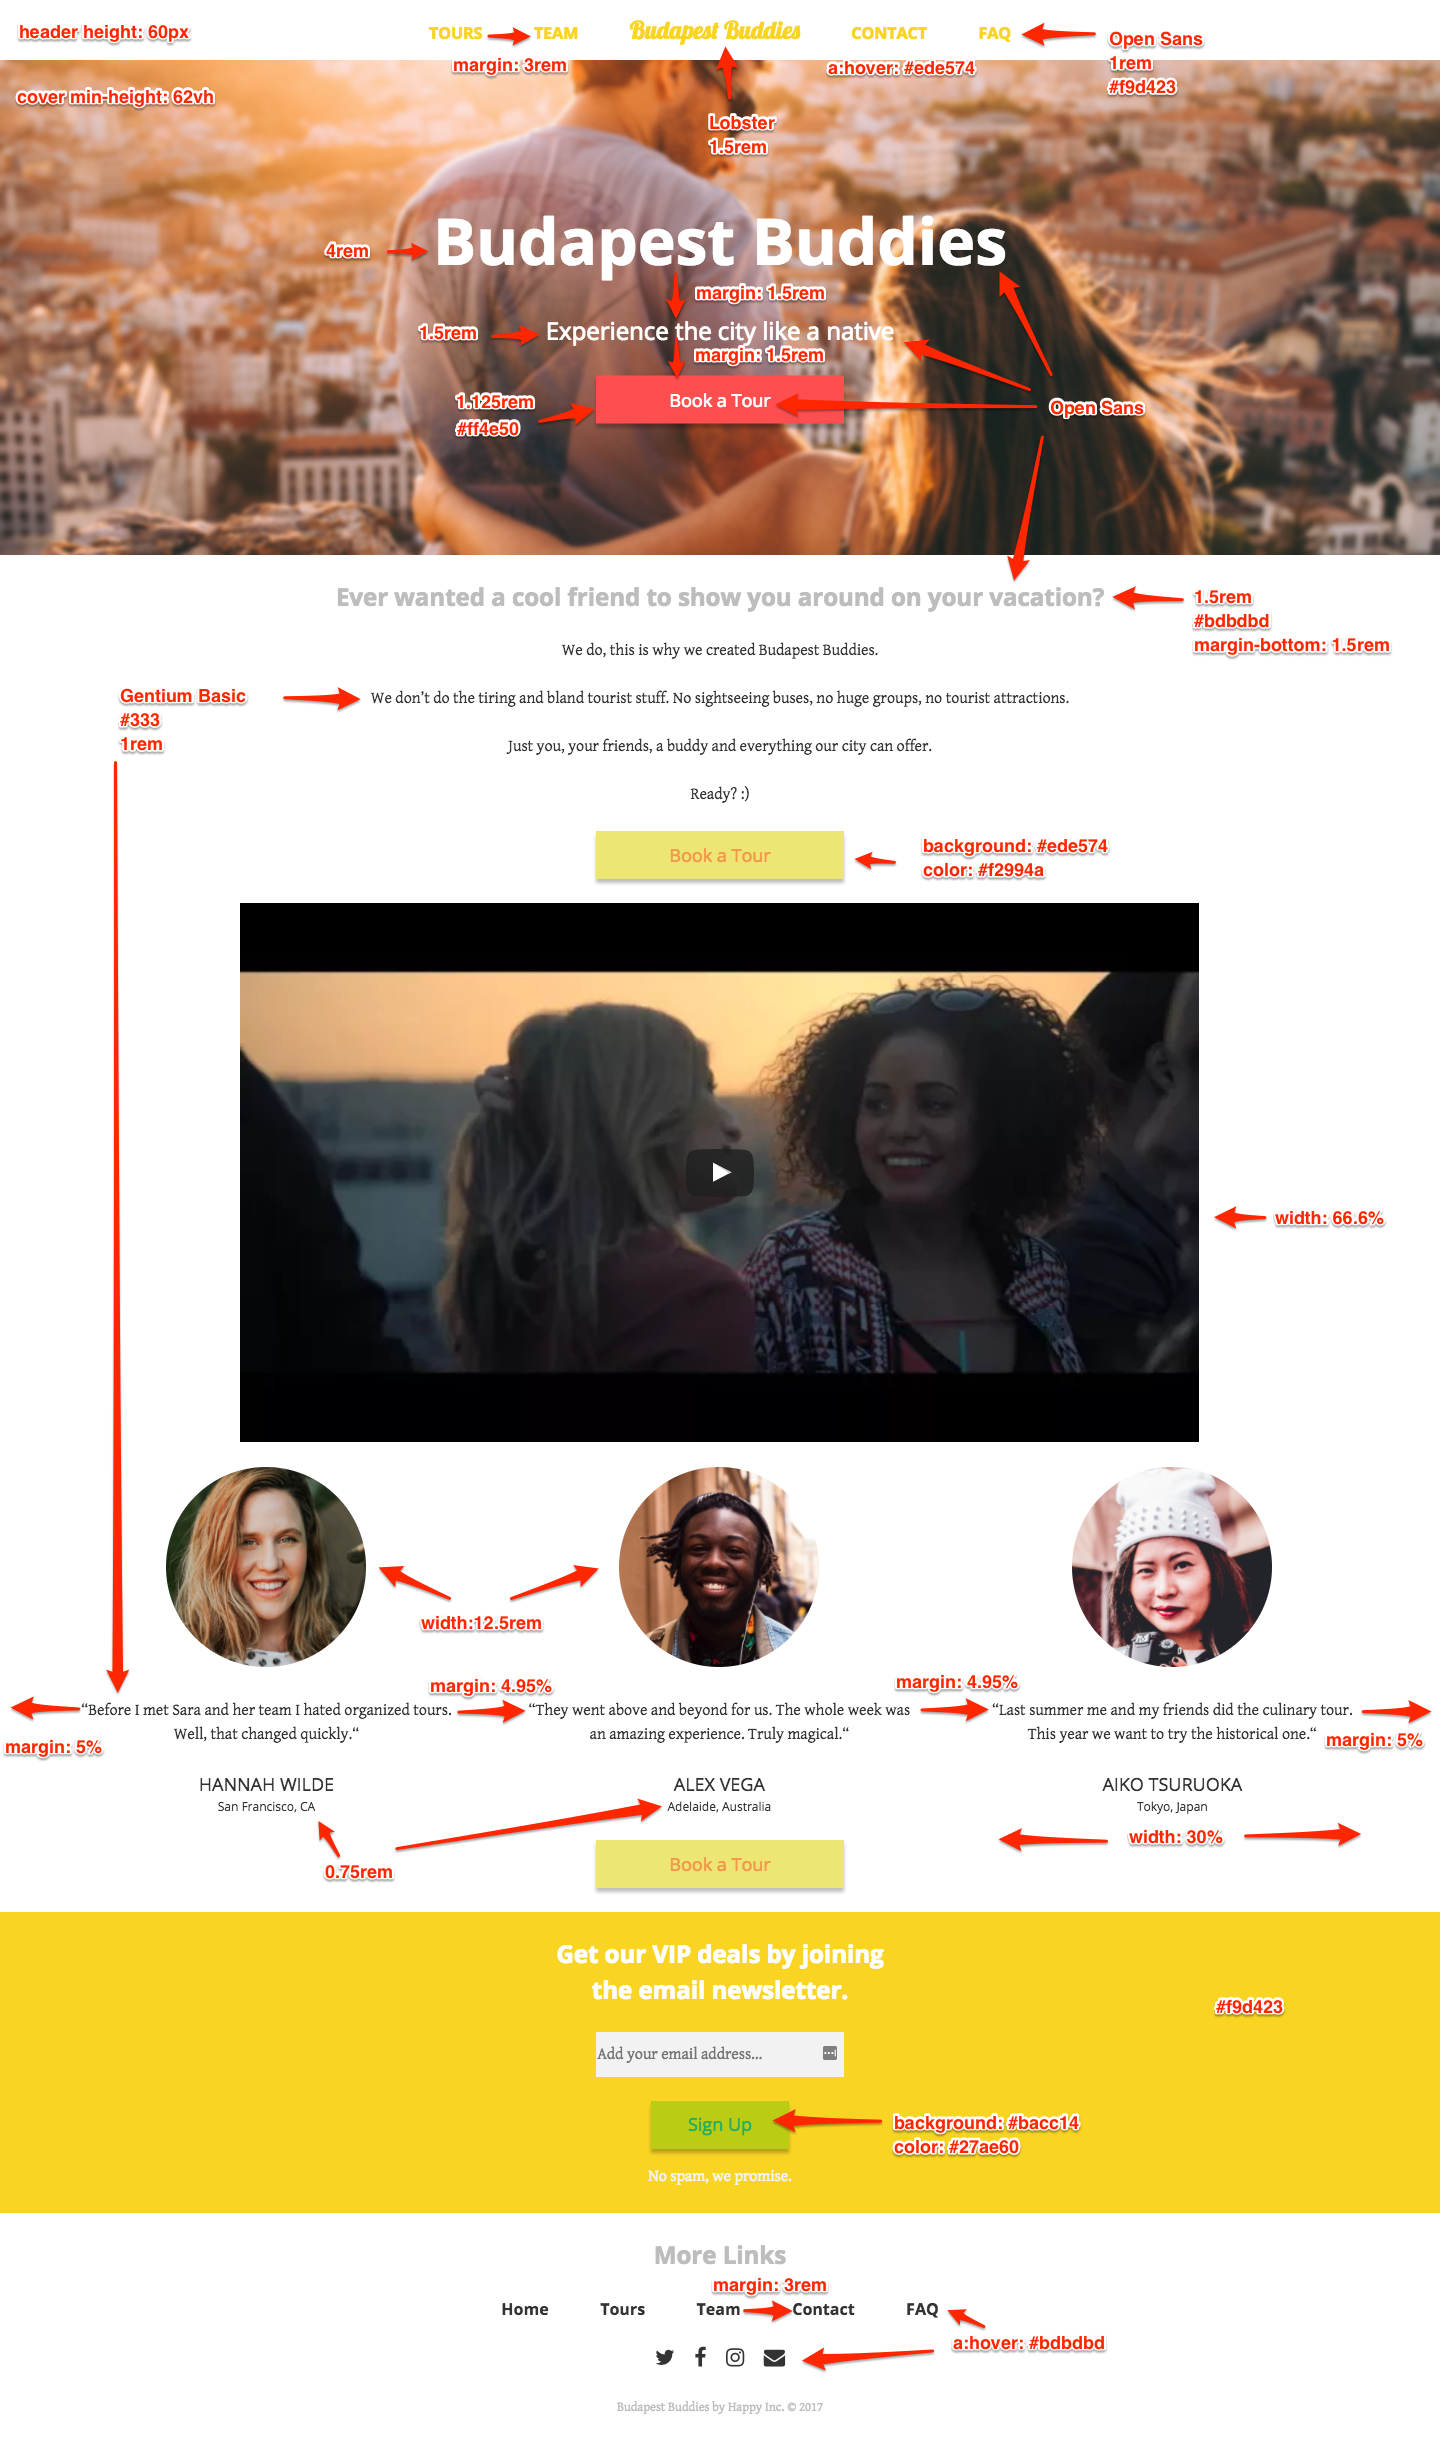 header height: 60px
TOURS
TEAM
Budapest Buddies
CONTACT
FAQ
margin: 3rem
a:hover: #ede574
Open Sans
1rem
#f9d423
cover min-height: 62vh
Lobster
1.5rem
4rem
Budapest Buddies
margin: 1.5rem
1.5rem
Experience the city like a native
margin: 1.5rem
1.125rem
#ff4e50
Book a Tour
Open Sans
Ever wanted a cool friend to show you around on your vacation?
1.5rem
#bdbdbd
margin-bottom: 1.5rem
We do, this is why we created Budapest Buddies.
Gentium Basic
#333
1rem
We don’t do the tiring and bland tourist stuff. No sightseeing buses, no huge groups, no tourist attractions.
Just you, your friends, a buddy and everything our city can offer.
Ready? :)
Book a Tour
background: #ede574
color: #f2994a
width: 66.6%
width:12.5rem
margin: 4.95%
margin: 4.95%
“Before I met Sara and her team I hated organized tours.
Well, that changed quickly.“
margin: 5%
“They went above and beyond for us. The whole week was
an amazing experience. Truly magical.“
“Last summer me and my friends did the culinary tour.
This year we want to try the historical one.“
margin: 5%
HANNAH WILDE
San Francisco, CA
ALEX VEGA
Adelaide, Australia
AIKO TSURUOKA
Tokyo, Japan
width: 30%
0.75rem
Book a Tour
Get our VIP deals by joining
the email newsletter.
#f9d423
Add your email address...
Sign Up
background: #bacc14
color: #27ae60
No spam, we promise.
More Links
margin: 3rem
Home
Tours
Team
Contact
FAQ
a:hover: #bdbdbd
Budapest Buddies by Happy Inc. © 2017